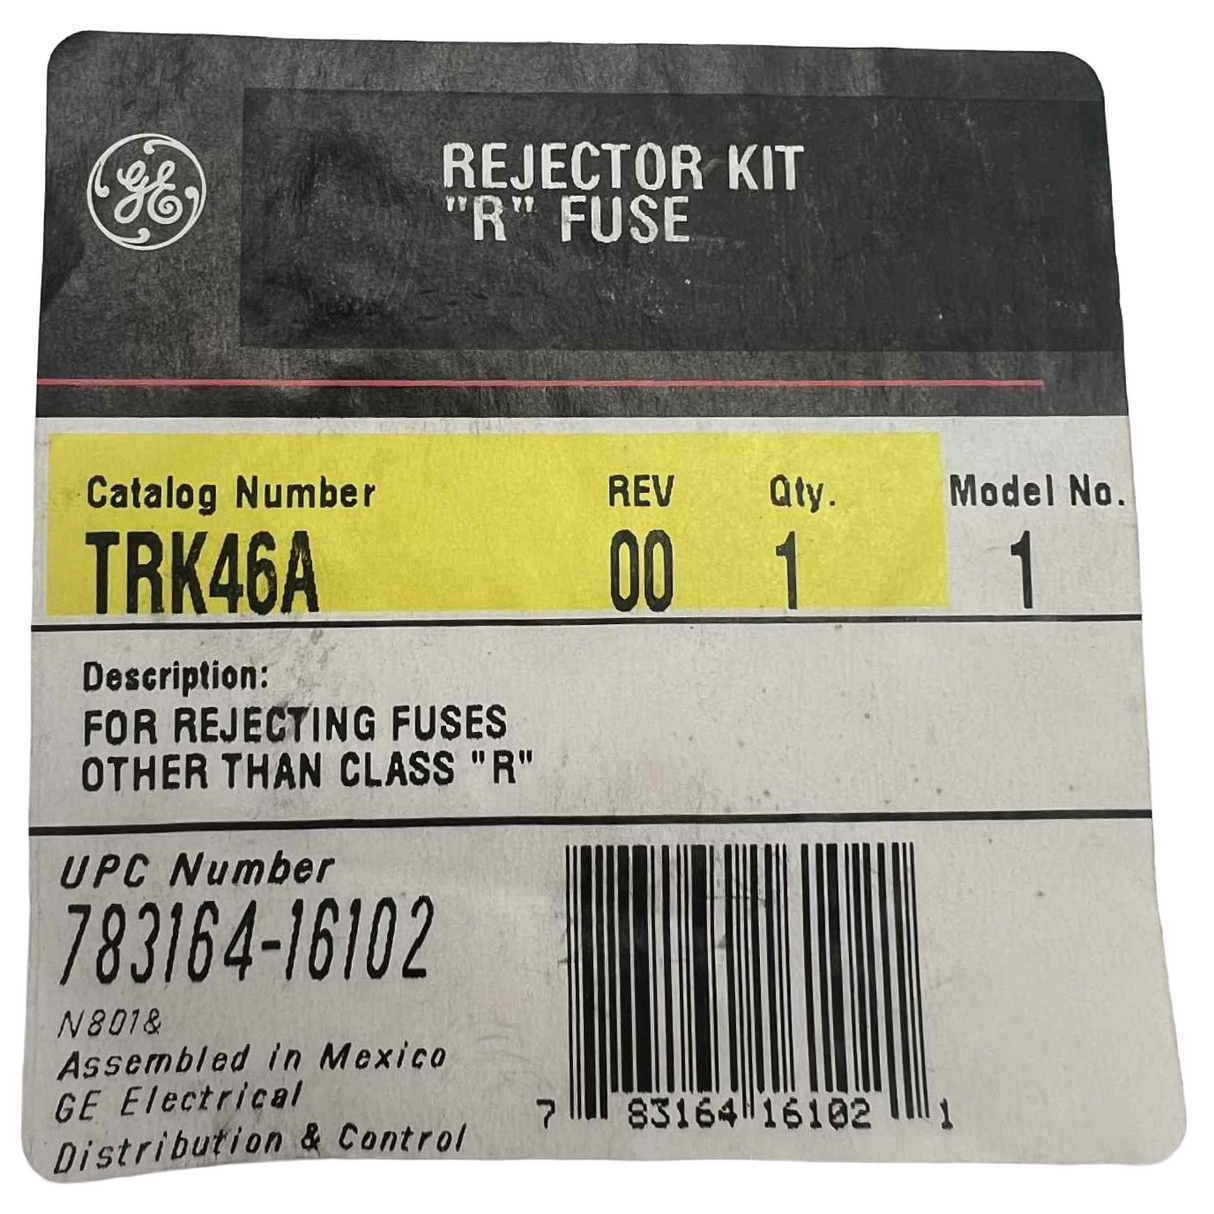 GE
REJECTOR KIT
"R" FUSE
Catalog Number REV Qty. Model No.
TRK46A 00 1 1
Description:
FOR REJECTING FUSES
OTHER THAN CLASS "R"
UPC Number
783164-16102
N801&
Assembled in Mexico
GE Electrical
Distribution & Control
7 83164 16102 1